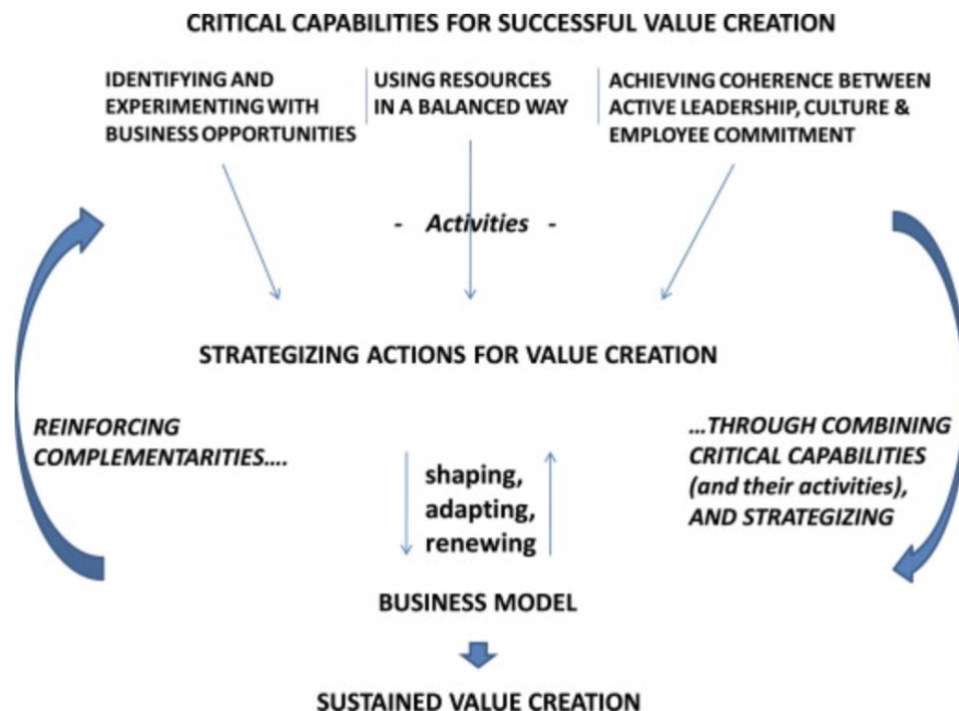 CRITICAL CAPABILITIES FOR SUCCESSFUL VALUE CREATION
IDENTIFYING AND
EXPERIMENTING WITH
BUSINESS OPPORTUNITIES
USING RESOURCES
IN A BALANCED WAY
ACHIEVING COHERENCE BETWEEN
ACTIVE LEADERSHIP, CULTURE &
EMPLOYEE COMMITMENT
- Activities -
STRATEGIZING ACTIONS FOR VALUE CREATION
REINFORCING
COMPLEMENTARITIES....
...THROUGH COMBINING
CRITICAL CAPABILITIES
(and their activities),
AND STRATEGIZING
shaping,
adapting,
renewing
BUSINESS MODEL
SUSTAINED VALUE CREATION